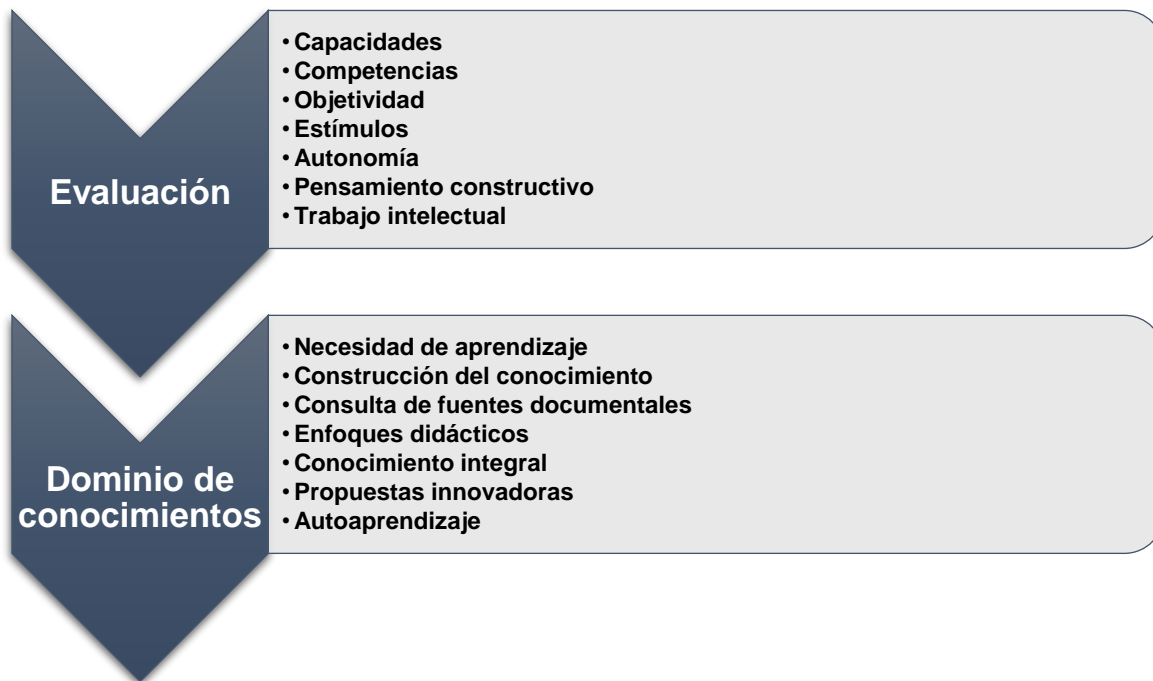 Evaluación
• Capacidades
• Competencias
• Objetividad
• Estímulos
• Autonomía
• Pensamiento constructivo
• Trabajo intelectual
Dominio de
conocimientos
• Necesidad de aprendizaje
• Construcción del conocimiento
• Consulta de fuentes documentales
• Enfoques didácticos
• Conocimiento integral
• Propuestas innovadoras
• Autoaprendizaje